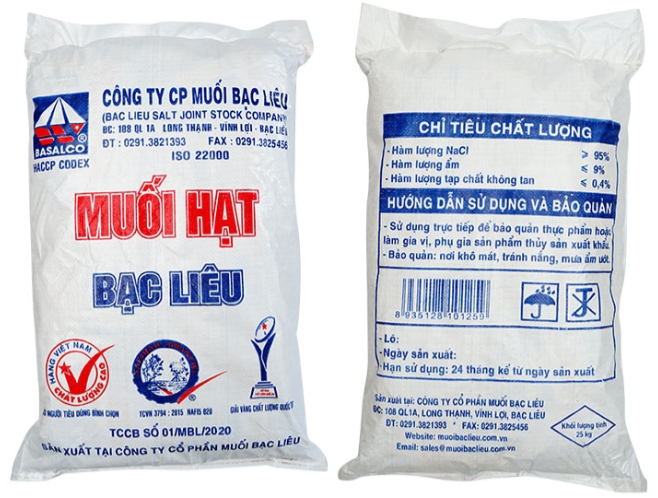 CÔNG TY CP MUỐI BẠC LIÊU
(BAC LIEU SALT JOINT STOCK COMPANY)
ĐC: 108 QL 1A LONG THẠNH - VĨNH LỢI - BẠC LIÊU
ĐT : 0291.3821393 FAX : 0291.3825456
ISO 22000
BASALCO
HACCP CODEX
MUỐI HẠT
BẠC LIÊU
HÀNG VIỆT NAM
CHẤT LƯỢNG CAO
NGƯỜI TIÊU DÙNG BÌNH CHỌN
TCVN 3794 : 2015 NAFIS 020
GIẢI VÀNG CHẤT LƯỢNG QUỐC TẾ
TCCB SỐ 01/MBL/2020
SẢN XUẤT TẠI CÔNG TY CỔ PHẦN MUỐI BẠC LIÊU
CHỈ TIÊU CHẤT LƯỢNG
- Hàm lượng NaCl ≥ 95%
- Hàm lượng ẩm ≤ 9%
- Hàm lượng tạp chất không tan ≤ 0,4%
HƯỚNG DẪN SỬ DỤNG VÀ BẢO QUẢN
- Sử dụng trực tiếp để bảo quản thực phẩm hoặc
làm gia vị, phụ gia sản phẩm thủy sản xuất khẩu.
- Bảo quản: nơi khô mát, tránh nắng, mưa ẩm ướt.
8 935128 101259
- Lô:
- Ngày sản xuất:
- Hạn sử dụng: 24 tháng kể từ ngày sản xuất
Sản xuất tại: CÔNG TY CỔ PHẦN MUỐI BẠC LIÊU
ĐC: 108 QL1A, LONG THẠNH, VĨNH LỢI, BẠC LIÊU
ĐT: 0291.3821393 * FAX: 0291.3825456
Website: muoibaclieu.com.vn
Email: sales@muoibaclieu.com.vn
Khối lượng tịnh
25 kg